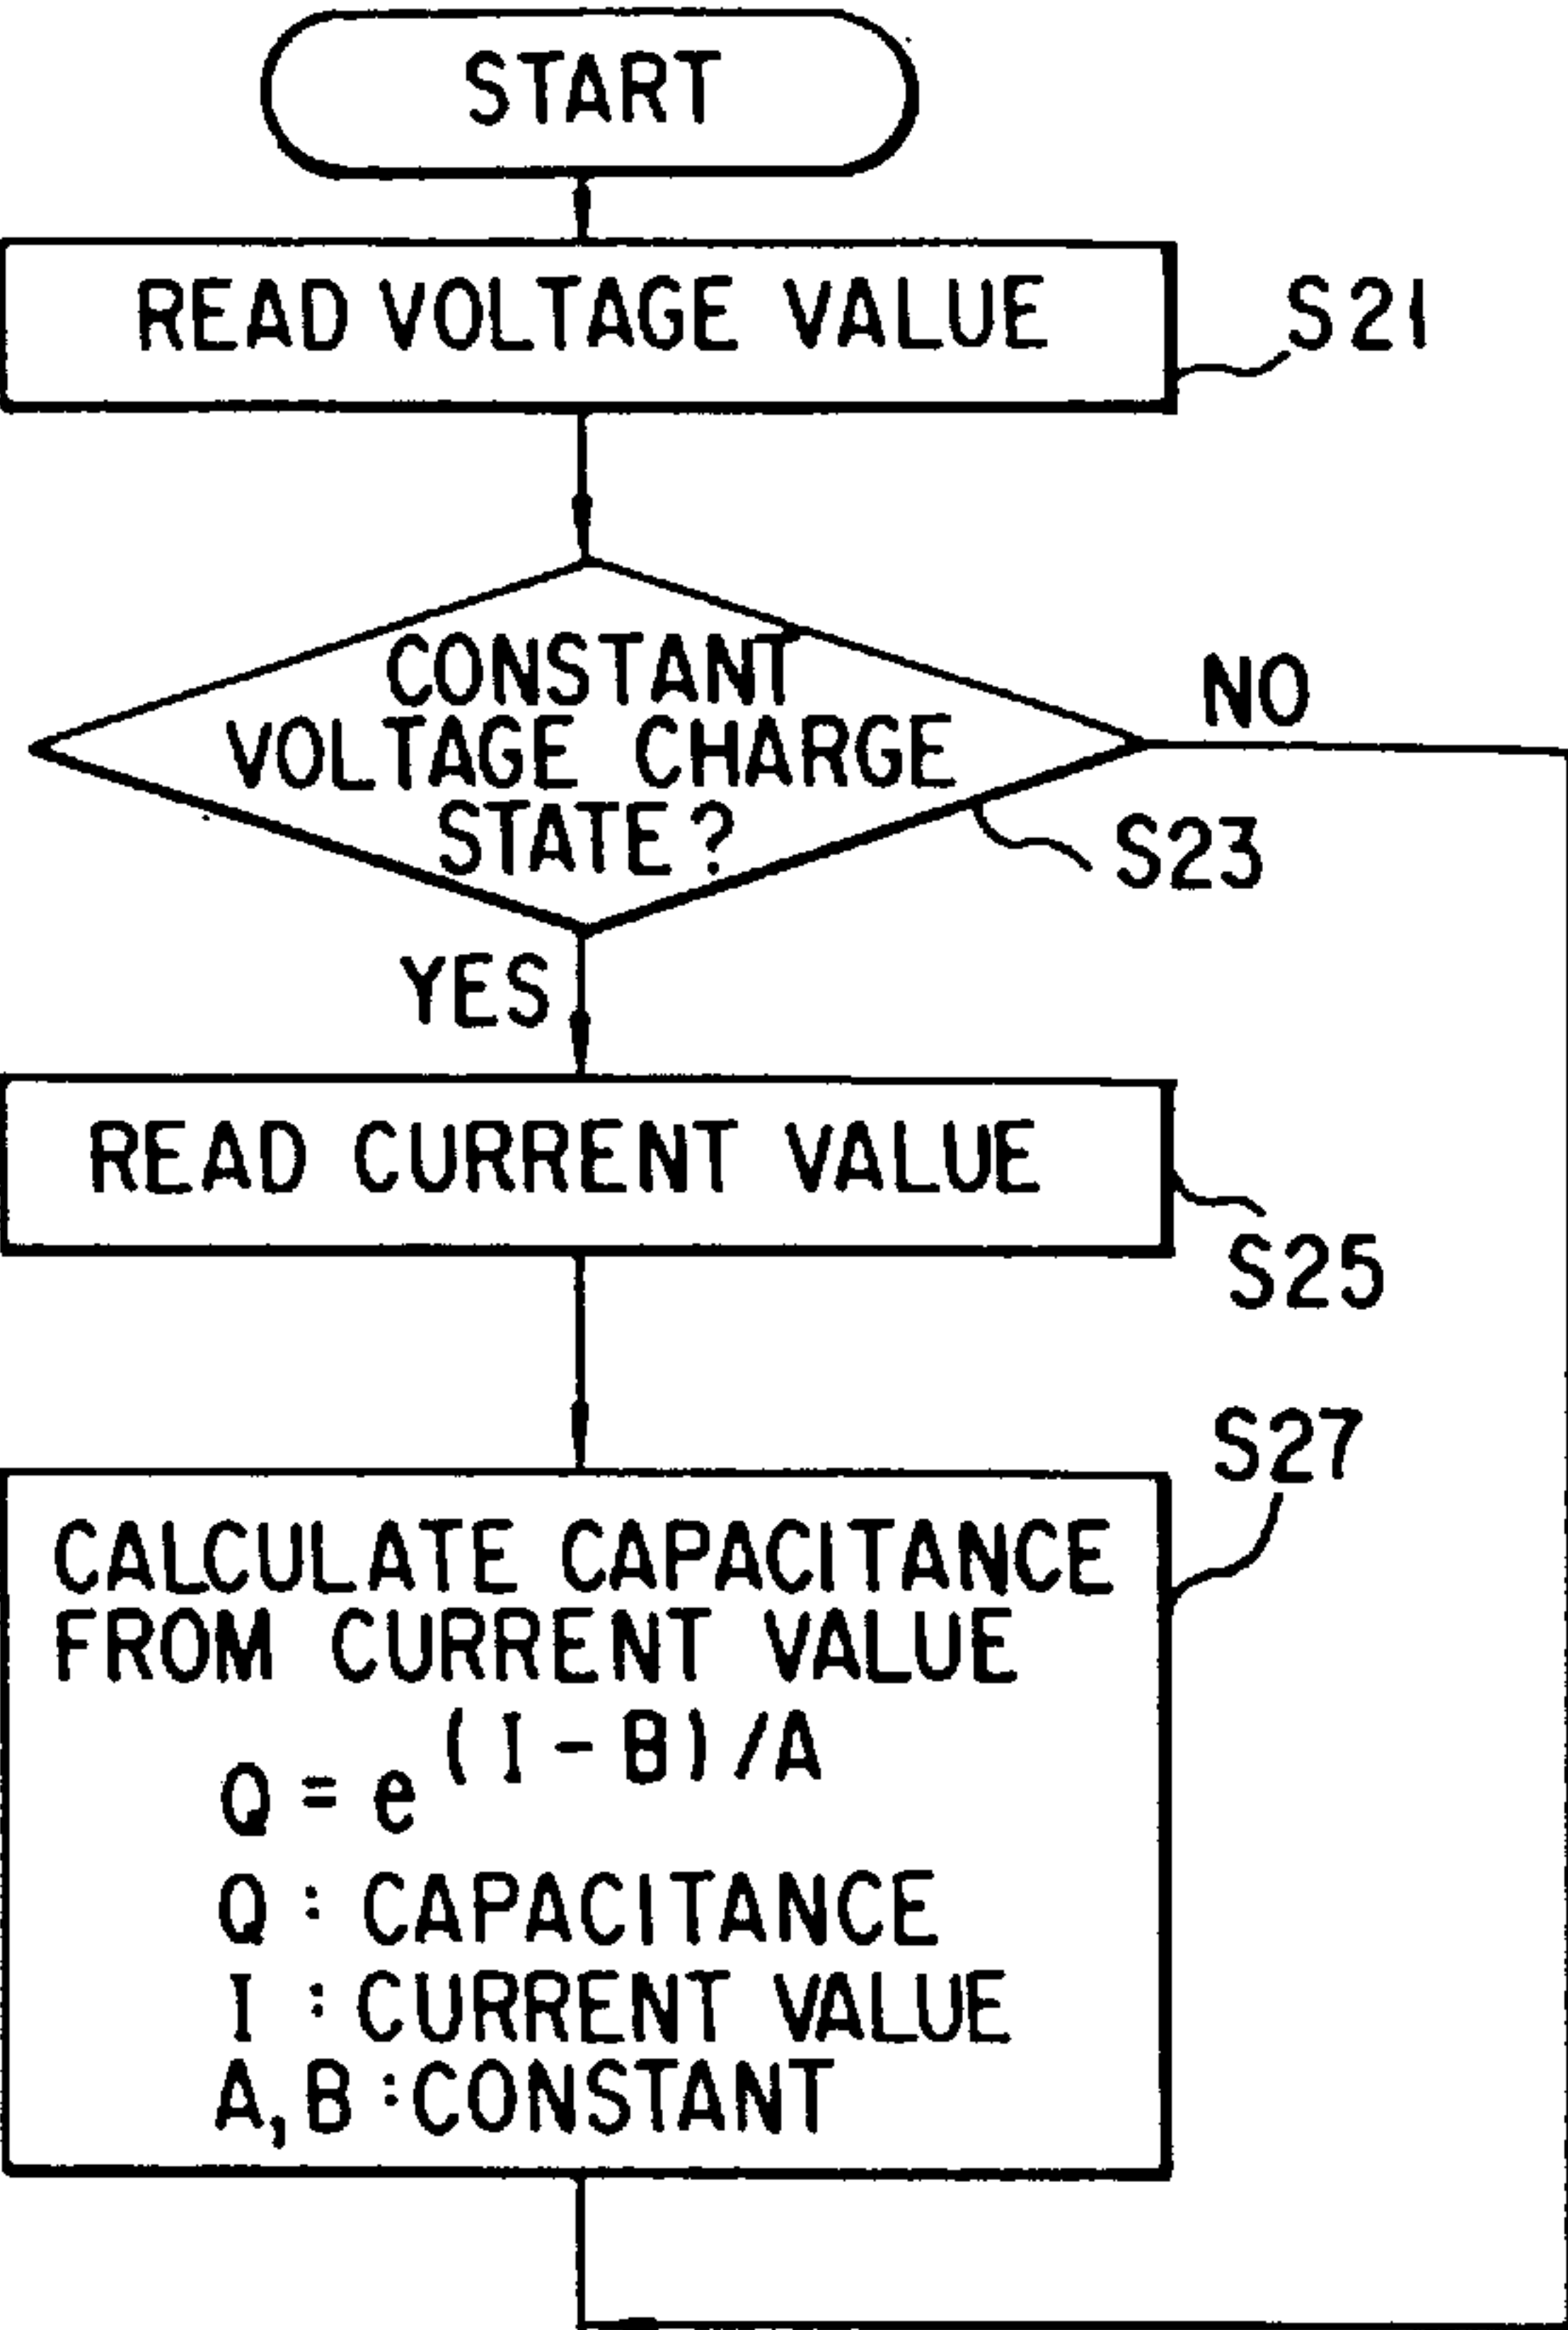 START
READ VOLTAGE VALUE
S21
CONSTANT
VOLTAGE CHARGE
STATE?
NO
S23
YES
READ CURRENT VALUE
S25
S27
CALCULATE CAPACITANCE
FROM CURRENT VALUE
Q = e^(I-B)/A
Q : CAPACITANCE
I : CURRENT VALUE
A,B : CONSTANT